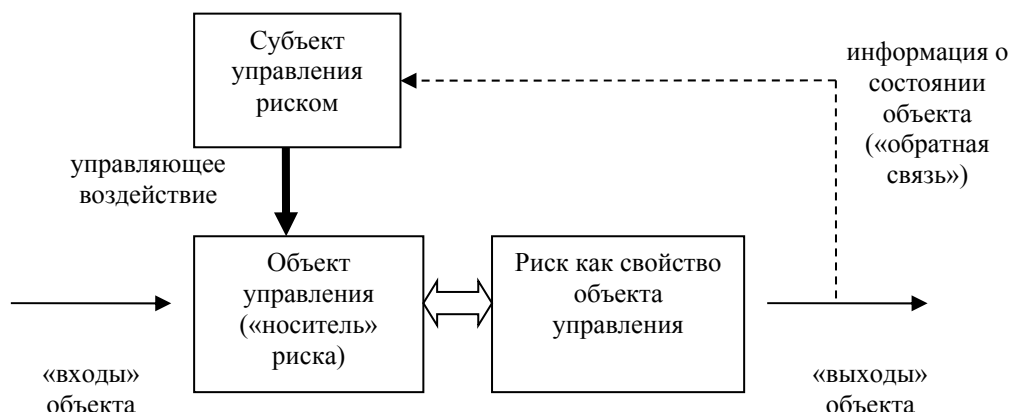 Субъект
управления
риском
информация о
состоянии
объекта
(«обратная
связь»)
управляющее
воздействие
Объект
управления
(«носитель»
риска)
Риск как свойство
объекта
управления
«входы»
объекта
«выходы»
объекта